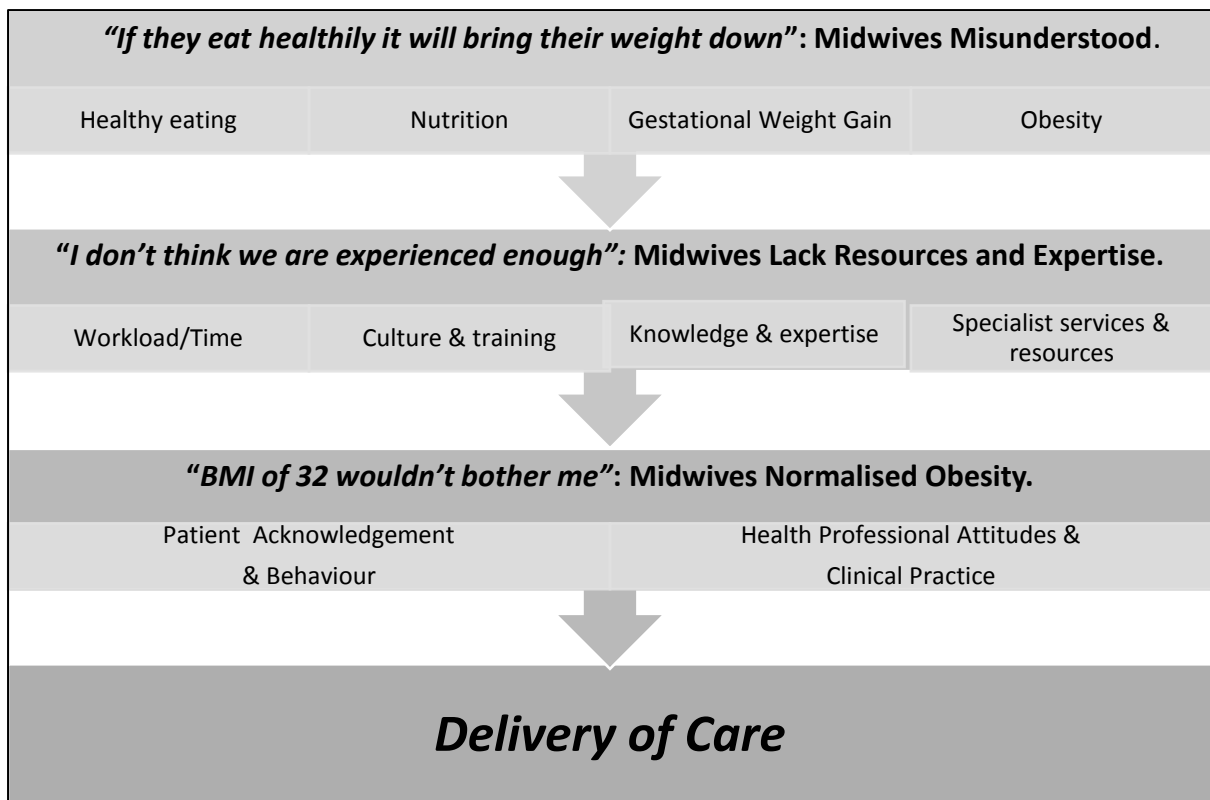 “If they eat healthily it will bring their weight down”: Midwives Misunderstood.
Healthy eating
Nutrition
Gestational Weight Gain
Obesity
“I don’t think we are experienced enough”: Midwives Lack Resources and Expertise.
Workload/Time
Culture & training
Knowledge & expertise
Specialist services &
resources
“BMI of 32 wouldn’t bother me”: Midwives Normalised Obesity.
Patient Acknowledgement
& Behaviour
Health Professional Attitudes &
Clinical Practice
Delivery of Care